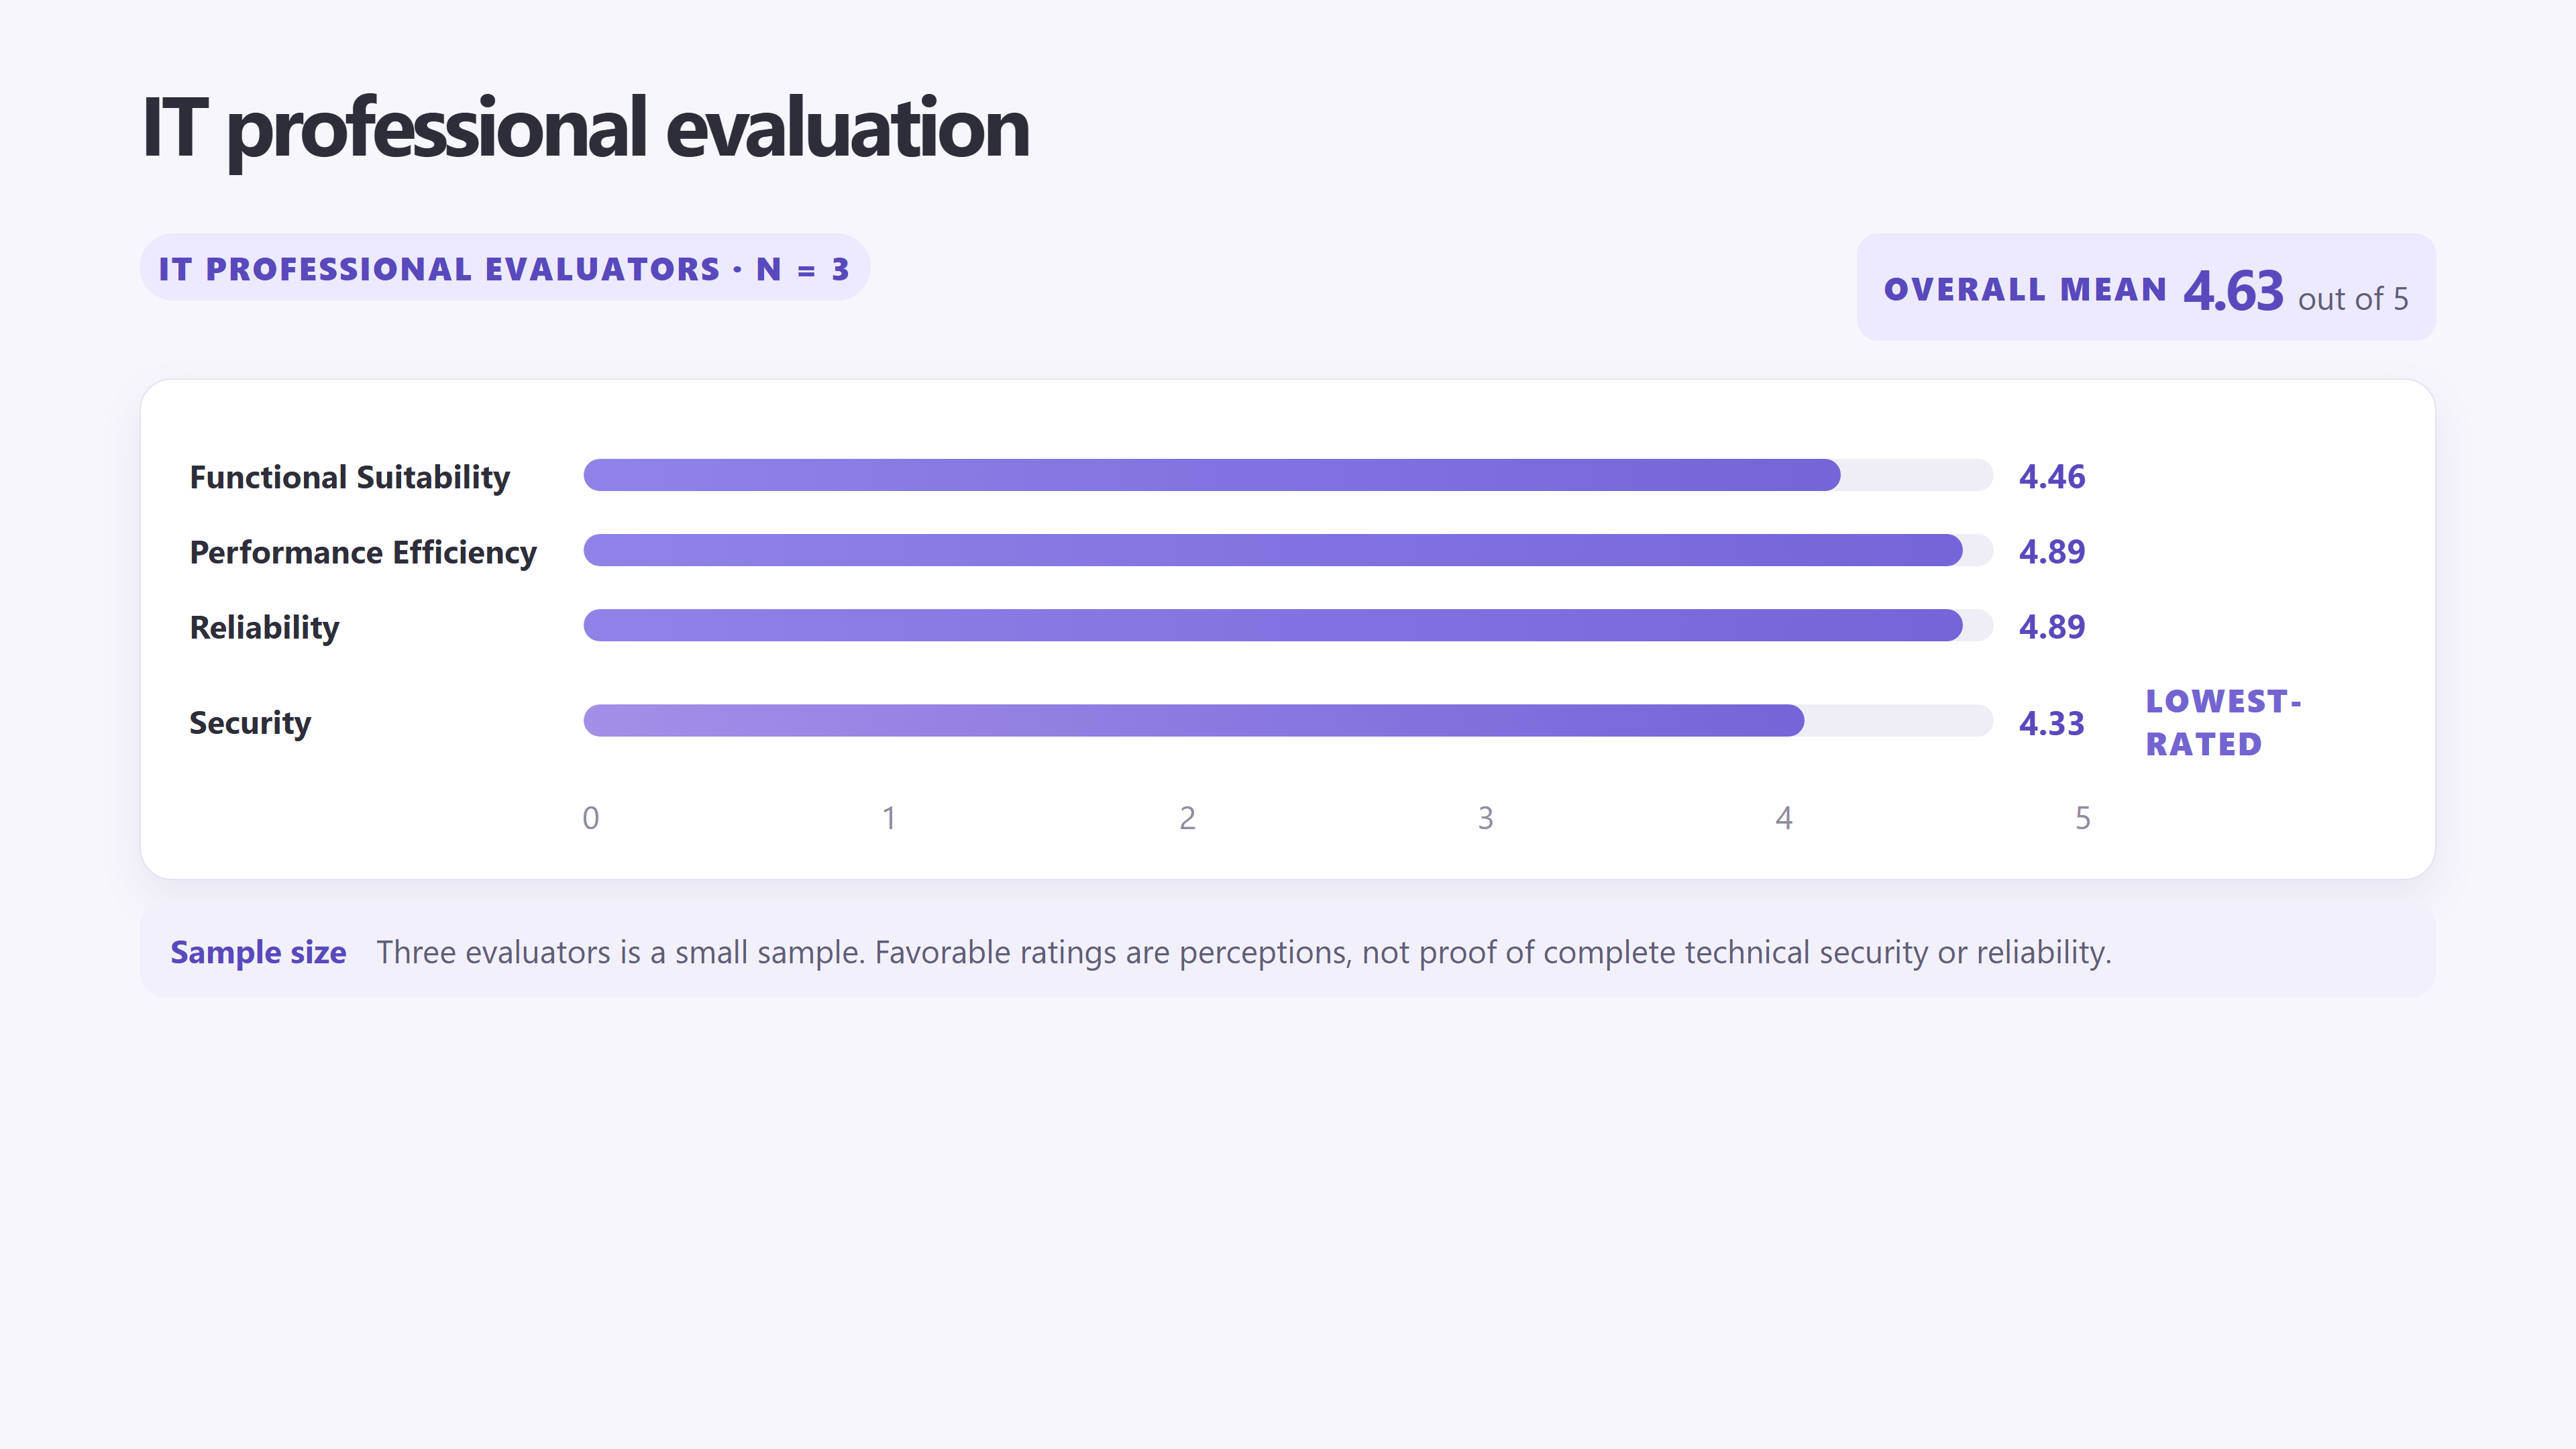 IT professional evaluation
IT PROFESSIONAL EVALUATORS · N = 3
OVERALL MEAN 4.63 out of 5
Functional Suitability 4.46
Performance Efficiency 4.89
Reliability 4.89
Security 4.33 LOWEST-
RATED
0 1 2 3 4 5
Sample size Three evaluators is a small sample. Favorable ratings are perceptions, not proof of complete technical security or reliability.